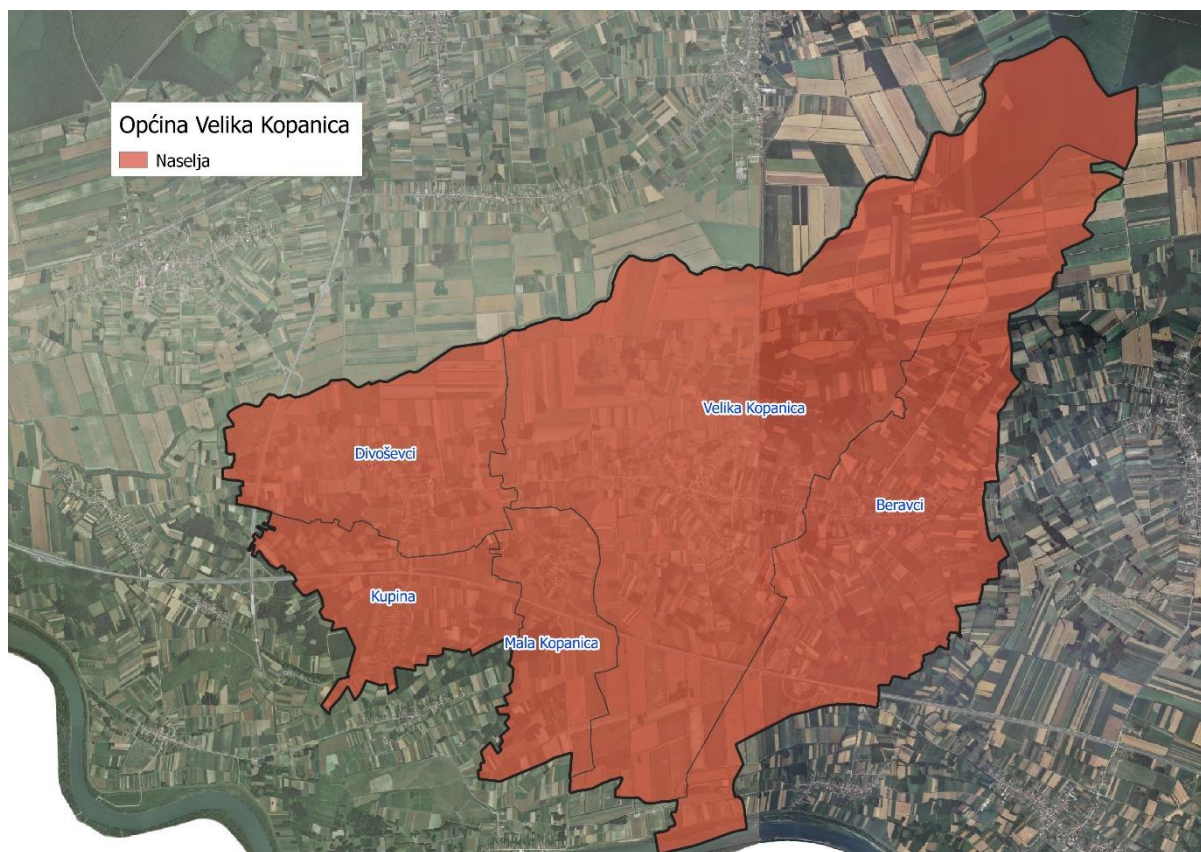 Općina Velika Kopanica
Naselja
Velika Kopanica
Divoševci
Beravci
Kupina
Mala Kopanica